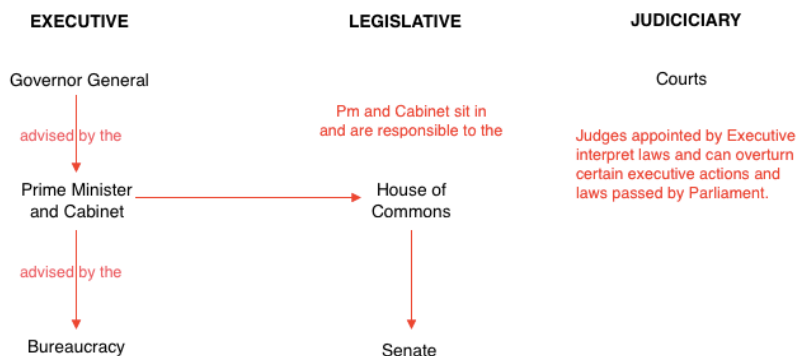 EXECUTIVE
LEGISLATIVE
JUDICICIARY
Governor General
Courts
Pm and Cabinet sit in
and are responsible to the
advised by the
Judges appointed by Executive
interpret laws and can overturn
certain executive actions and
laws passed by Parliament.
Prime Minister
and Cabinet
House of
Commons
advised by the
Bureaucracy
Senate